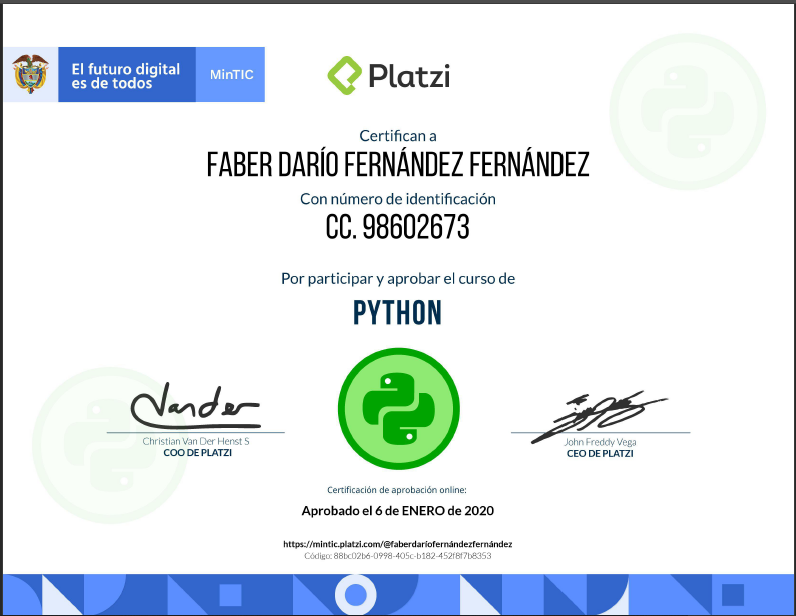 El futuro digital
es de todos
MinTIC
Platzi
Certifican a
FABER DARÍO FERNÁNDEZ FERNÁNDEZ
Con número de identificación
CC. 98602673
Por participar y aprobar el curso de
PYTHON
Vander
Christian Van Der Henst S
COO DE PLATZI
John Freddy Vega
CEO DE PLATZI
Certificación de aprobación online:
Aprobado el 6 de ENERO de 2020
https://mintic.platzi.com/@faberdaríofernándezfernández
Código: 88bc02b6-0998-405c-b182-452f8f7b8353